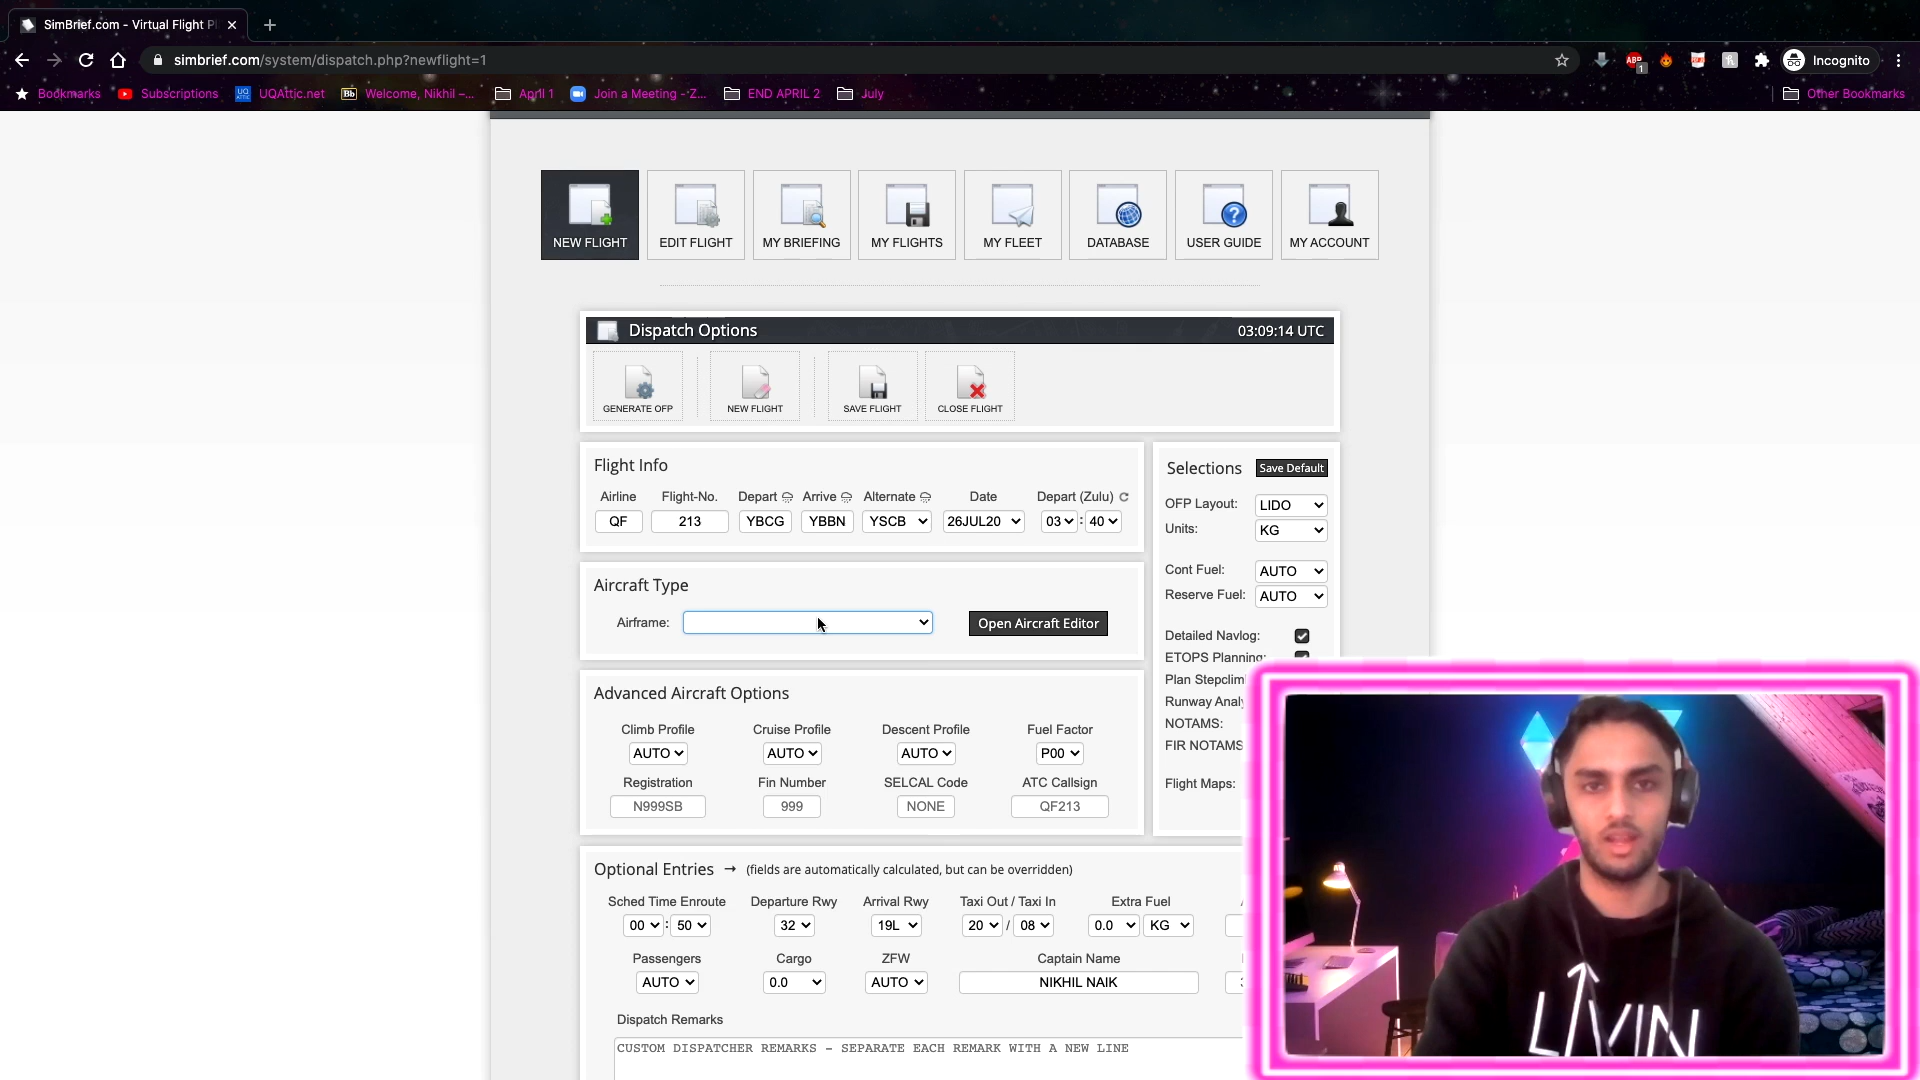 SimBrief.com - Virtual Flight Pl
simbrief.com/system/dispatch.php?newflight=1
Incognito
Bookmarks
Subscriptions
UQAttic.net
Welcome, Nikhil –...
April 1
Join a Meeting - Z...
END APRIL 2
July
Other Bookmarks
NEW FLIGHT
EDIT FLIGHT
MY BRIEFING
MY FLIGHTS
MY FLEET
DATABASE
USER GUIDE
MY ACCOUNT
Dispatch Options
03:09:14 UTC
GENERATE OFP
NEW FLIGHT
SAVE FLIGHT
CLOSE FLIGHT
Flight Info
Airline Flight-No. Depart Arrive Alternate Date Depart (Zulu)
QF 213 YBCG YBBN YSCB 26JUL20 03 : 40
Selections Save Default
OFP Layout: LIDO
Units: KG
Cont Fuel: AUTO
Reserve Fuel: AUTO
Detailed Navlog:
ETOPS Planning:
Plan Stepclim
Runway Analy
NOTAMS:
FIR NOTAMS
Flight Maps:
Aircraft Type
Airframe:
Open Aircraft Editor
Advanced Aircraft Options
Climb Profile Cruise Profile Descent Profile Fuel Factor
AUTO AUTO AUTO P00
Registration Fin Number SELCAL Code ATC Callsign
N999SB 999 NONE QF213
Optional Entries → (fields are automatically calculated, but can be overridden)
Sched Time Enroute Departure Rwy Arrival Rwy Taxi Out / Taxi In Extra Fuel
00 : 50 32 19L 20 / 08 0.0 KG
Passengers Cargo ZFW Captain Name
AUTO 0.0 AUTO NIKHIL NAIK
Dispatch Remarks
CUSTOM DISPATCHER REMARKS - SEPARATE EACH REMARK WITH A NEW LINE
LIVIN